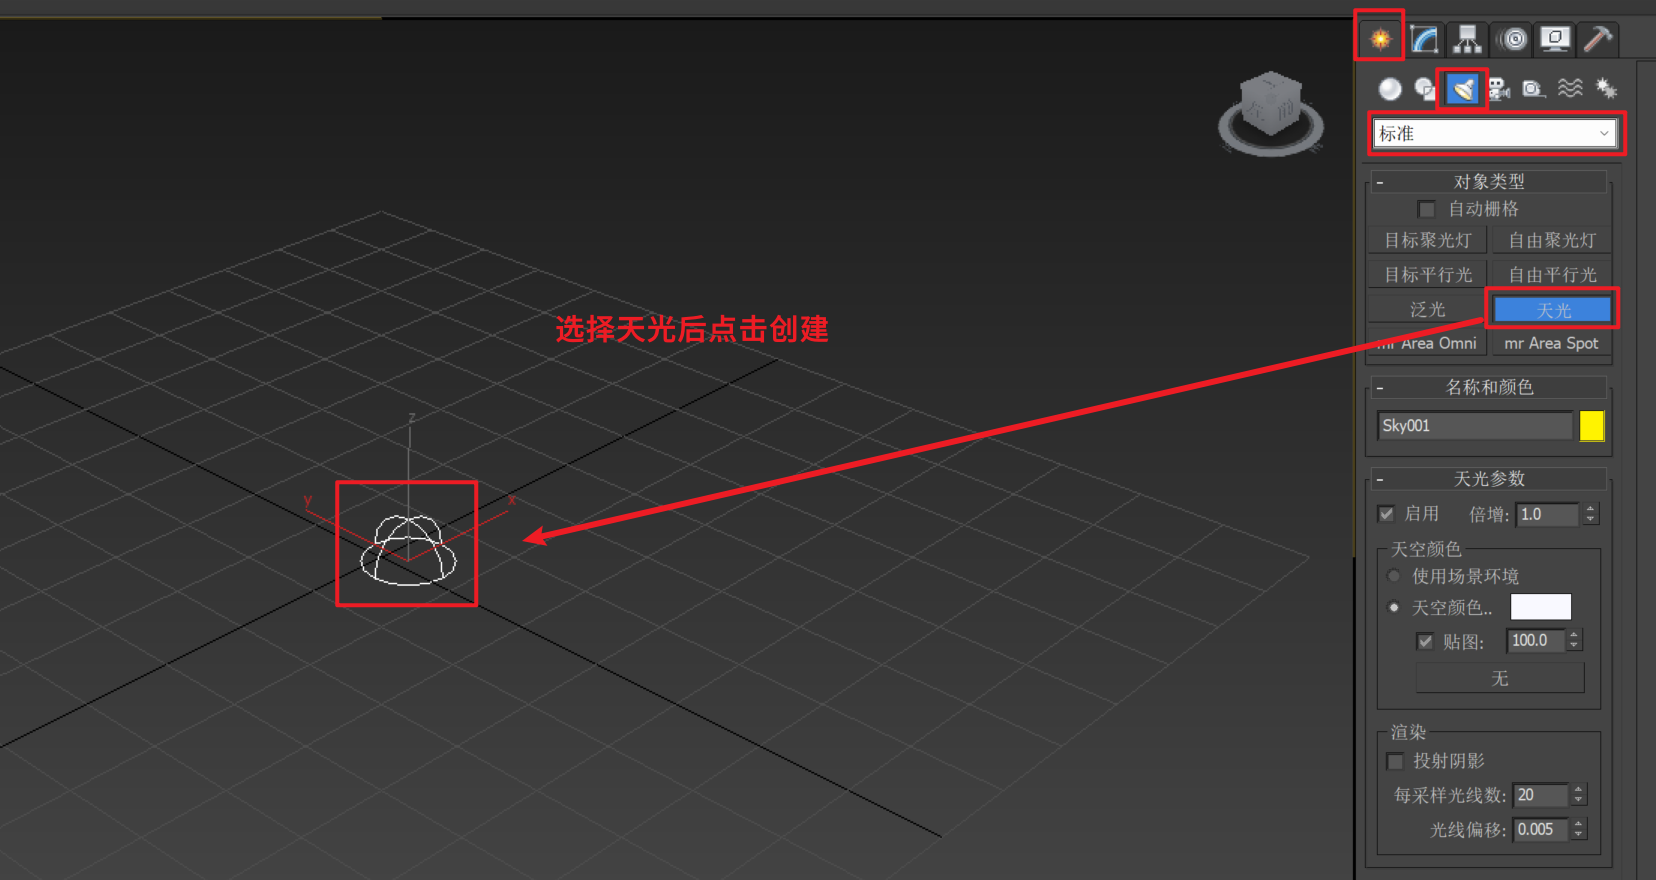 标准
- 对象类型
自动栅格
目标聚光灯 自由聚光灯
目标平行光 自由平行光
泛光 天光
mr Area Omni mr Area Spot
- 名称和颜色
Sky001
- 天光参数
启用 倍增: 1.0
天空颜色
使用场景环境
天空颜色..
贴图: 100.0
无
渲染
投射阴影
每采样光线数: 20
光线偏移: 0.005
选择天光后点击创建
z
y
x
前